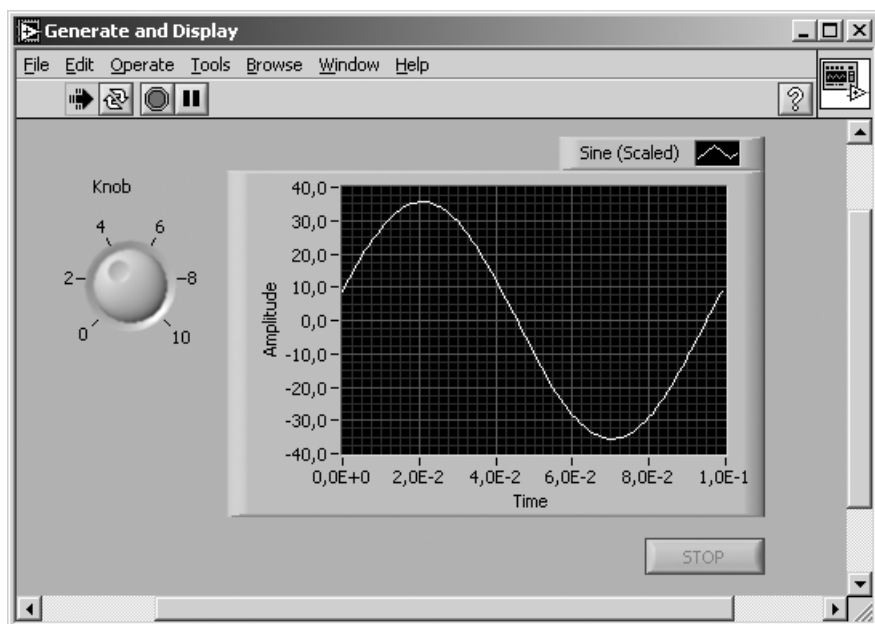 Generate and Display
File Edit Operate Tools Browse Window Help
?
Sine (Scaled)
Knob
4 6
2 8
0 10
Amplitude
40,0
30,0
20,0
10,0
0,0
-10,0
-20,0
-30,0
-40,0
0,0E+0 2,0E-2 4,0E-2 6,0E-2 8,0E-2 1,0E-1
Time
STOP